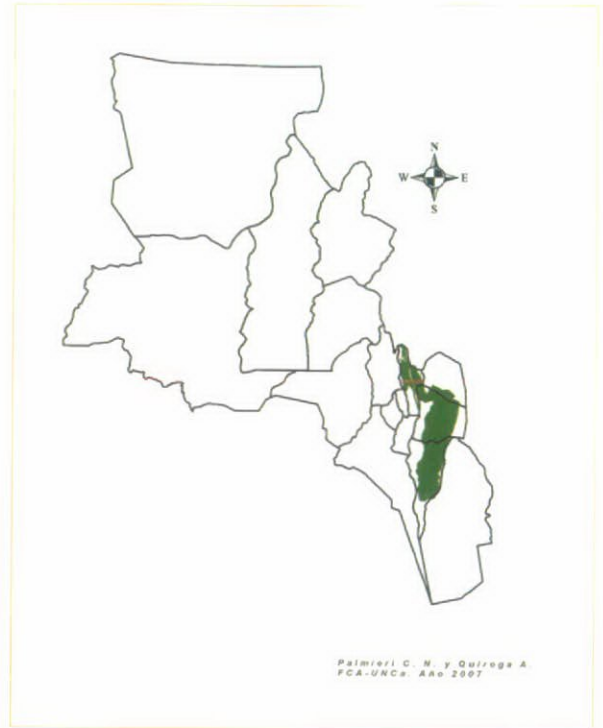 N
W E
S
Palmieri C. N. y Quiroga A.
FCA-UNCa. Año 2007